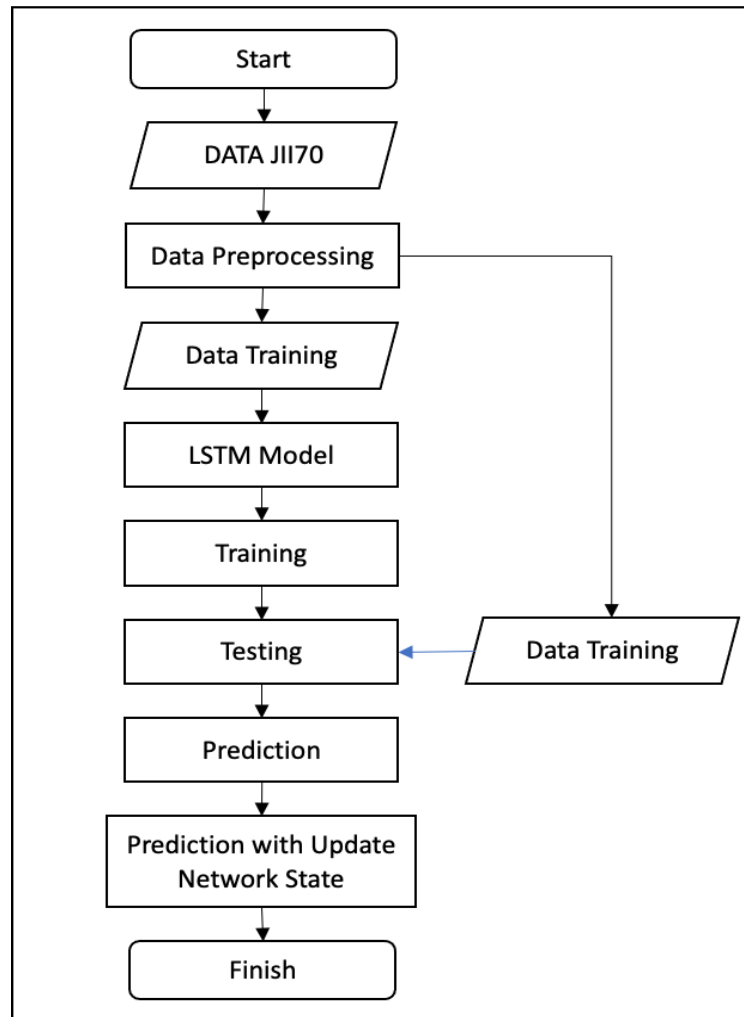 Start
DATA JII70
Data Preprocessing
Data Training
LSTM Model
Training
Testing
Data Training
Prediction
Prediction with Update
Network State
Finish